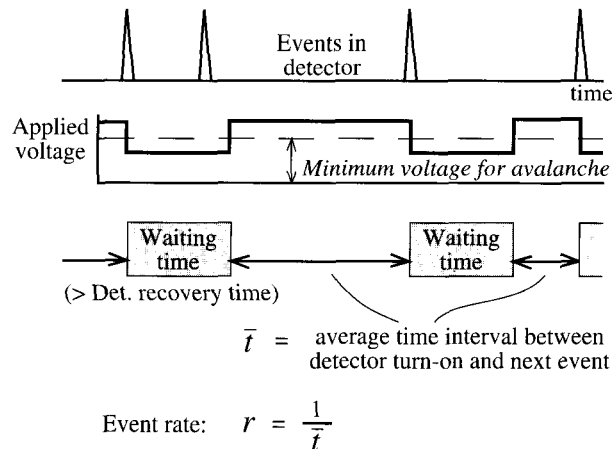 Events in
detector
time
Applied
voltage
Minimum voltage for avalanche
Waiting
time
Waiting
time
(> Det. recovery time)
t̅ = average time interval between
detector turn-on and next event
Event rate: r = 1/t̅